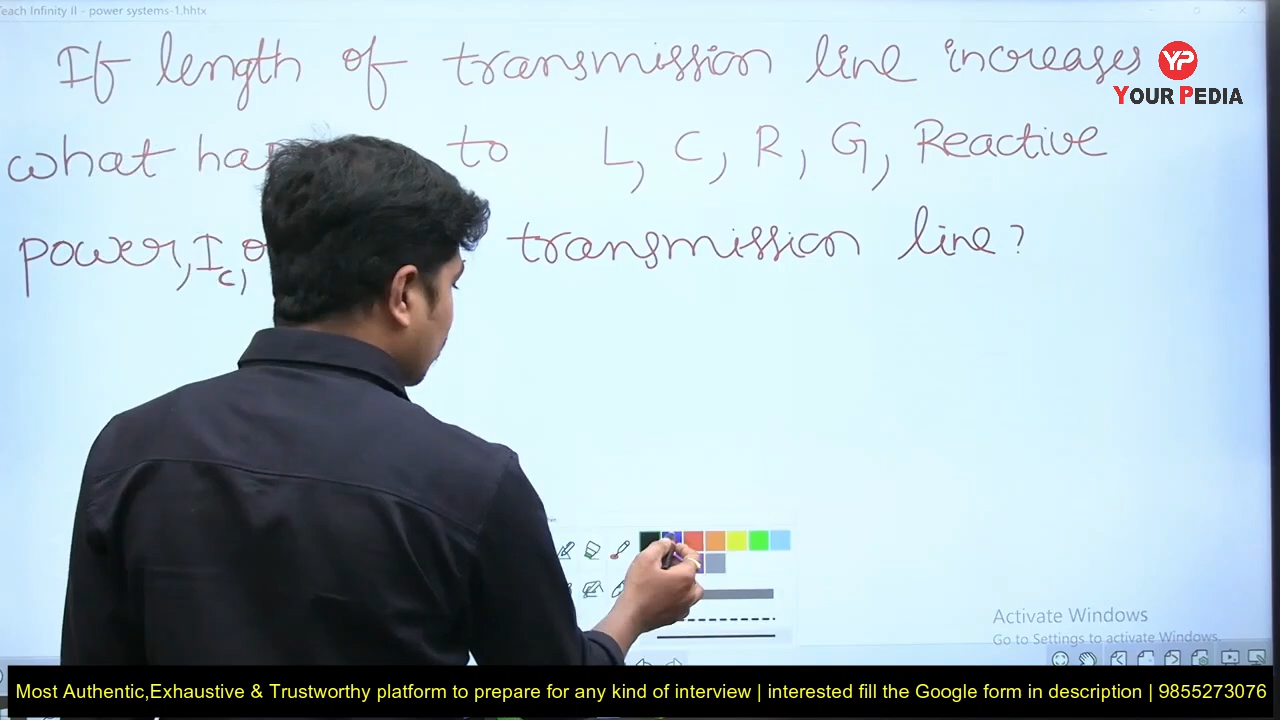 each Infinity II - power systems-1.hhtx
If length of transmission line increases
YP
YOUR PEDIA
what to L, C, R, G, Reactive
power, Ic, transmission line?
Activate Windows
Go to Settings to activate Windows.
Most Authentic,Exhaustive & Trustworthy platform to prepare for any kind of interview | interested fill the Google form in description | 9855273076